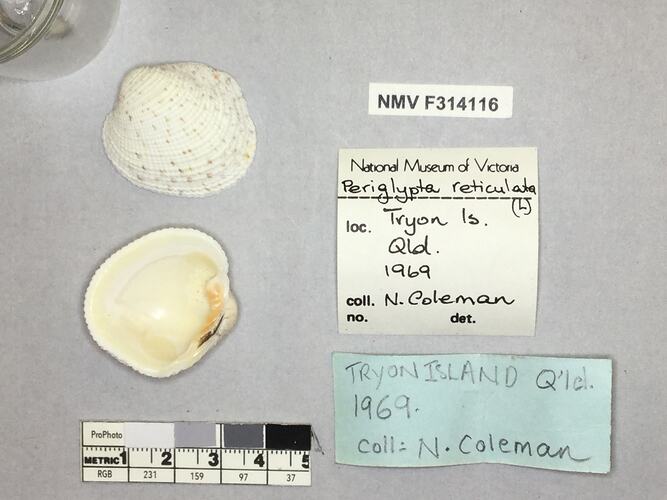 NMV F314116
National Museum of Victoria
Periglypta reticulata
(L)
loc. Tryon Is.
Qld.
1969
coll. N. Coleman
no. det.
TRYON ISLAND Q'ld.
1969.
coll: N. Coleman
ProPhoto
METRIC 1 2 3 4 5
RGB 231 159 97 37